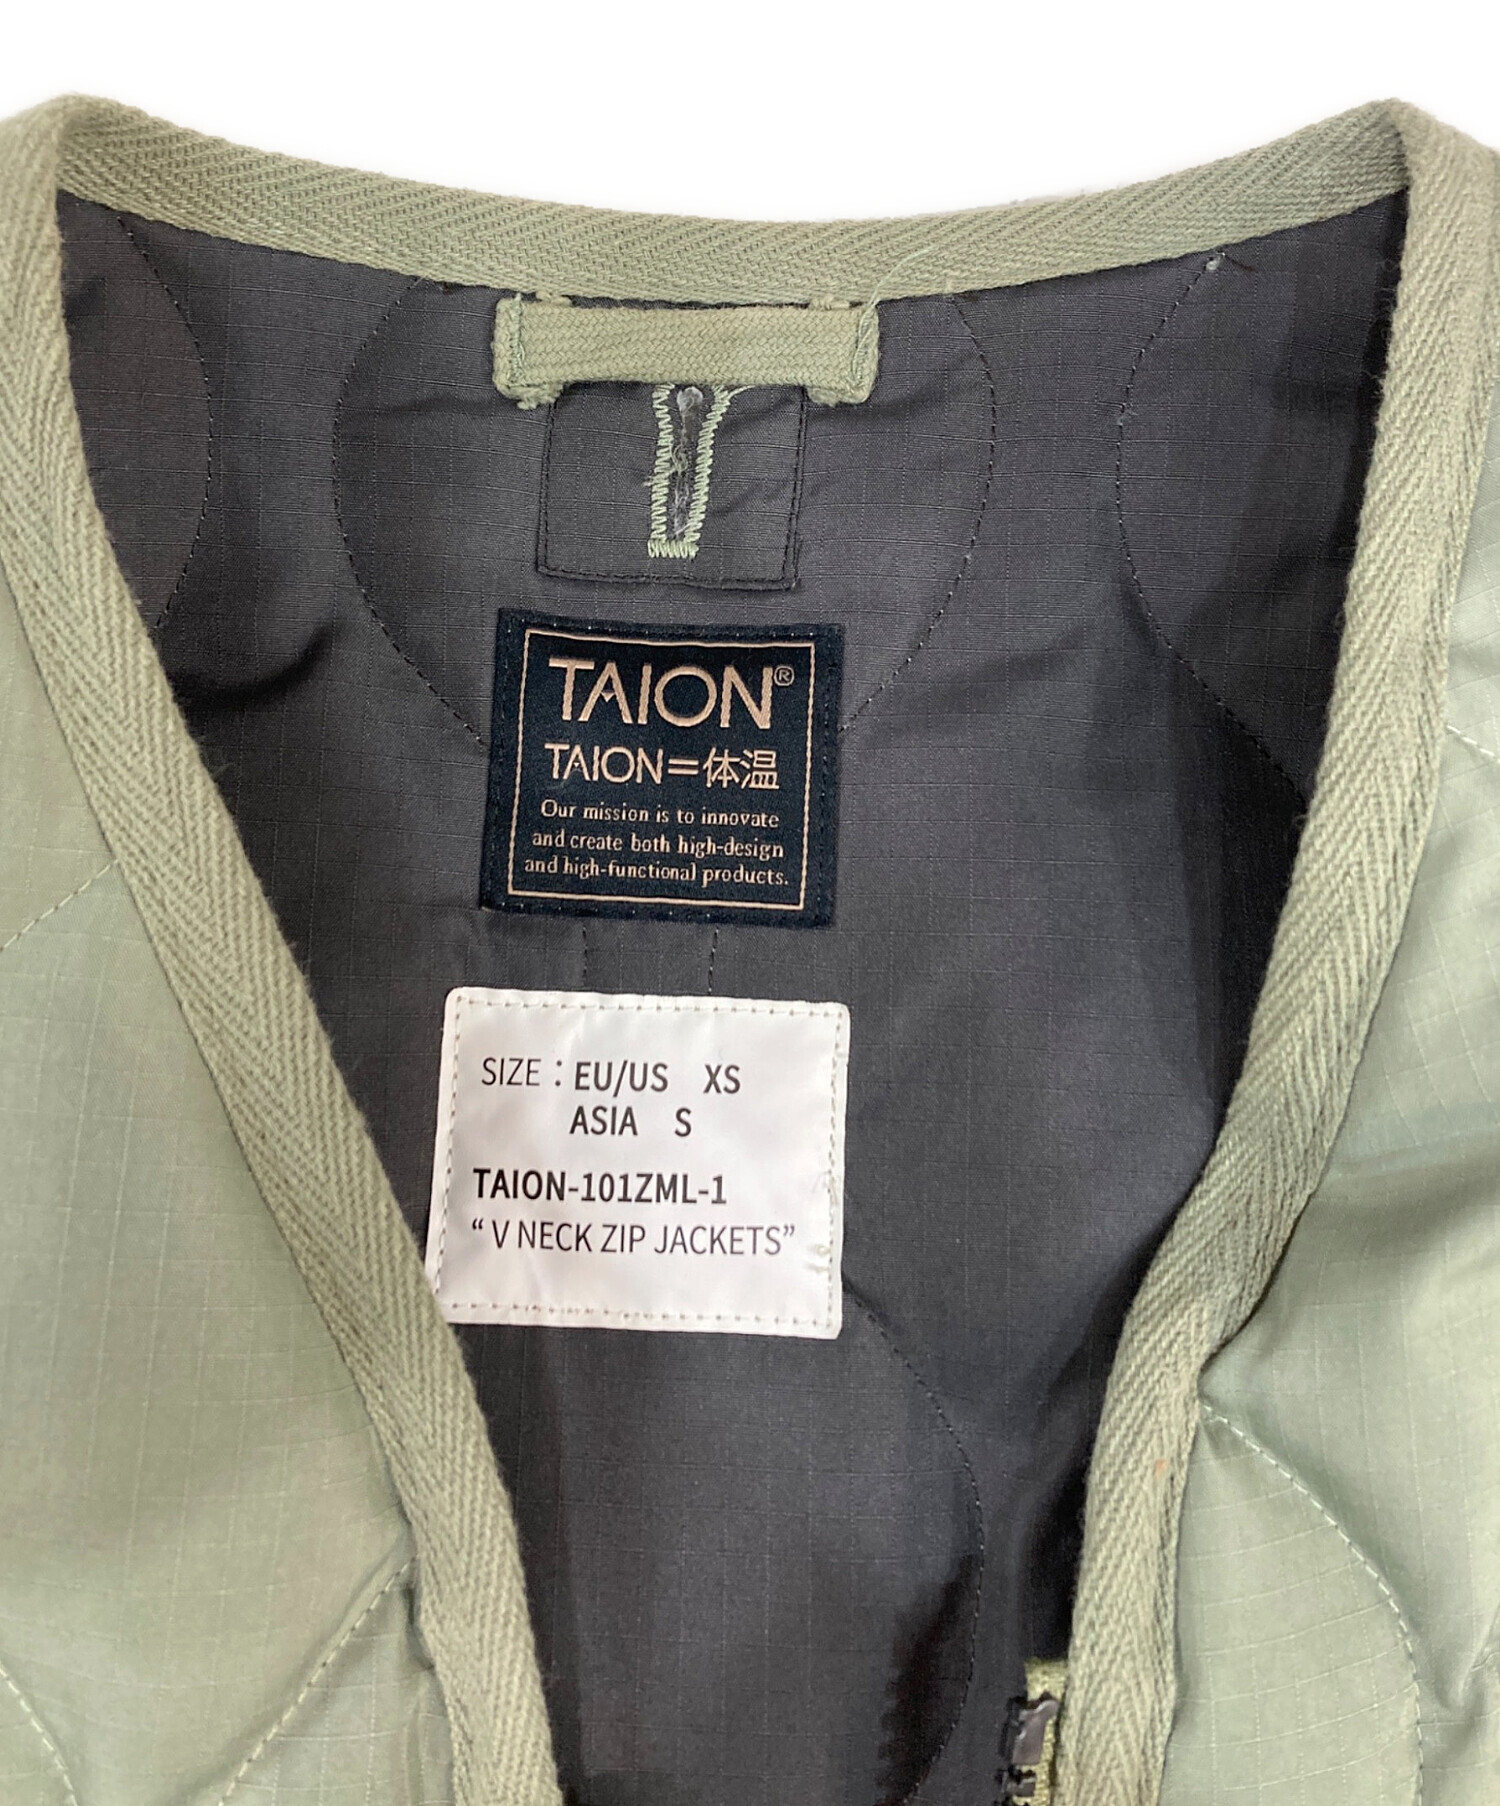 TAION®
TAION=体温
Our mission is to innovate
and create both high-design
and high-functional products.
SIZE : EU/US XS
ASIA S
TAION-101ZML-1
“ V NECK ZIP JACKETS”